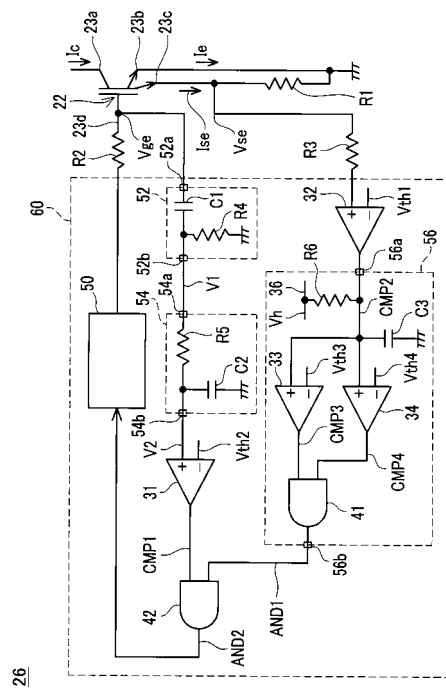 26
60
50
R2
23d
22
23a
23b
23c
Ic
Ie
Ise
Vge
Vse
R1
R3
52a
52
C1
R4
52b
V1
54a
54
R5
C2
54b
V2
Vth2
31
CMP1
42
AND2
AND1
32
Vth1
56a
56
R6
36
Vh
CMP2
C3
33
Vth3
34
Vth4
CMP3
CMP4
41
56b
+
−
+
−
+
−
+
−